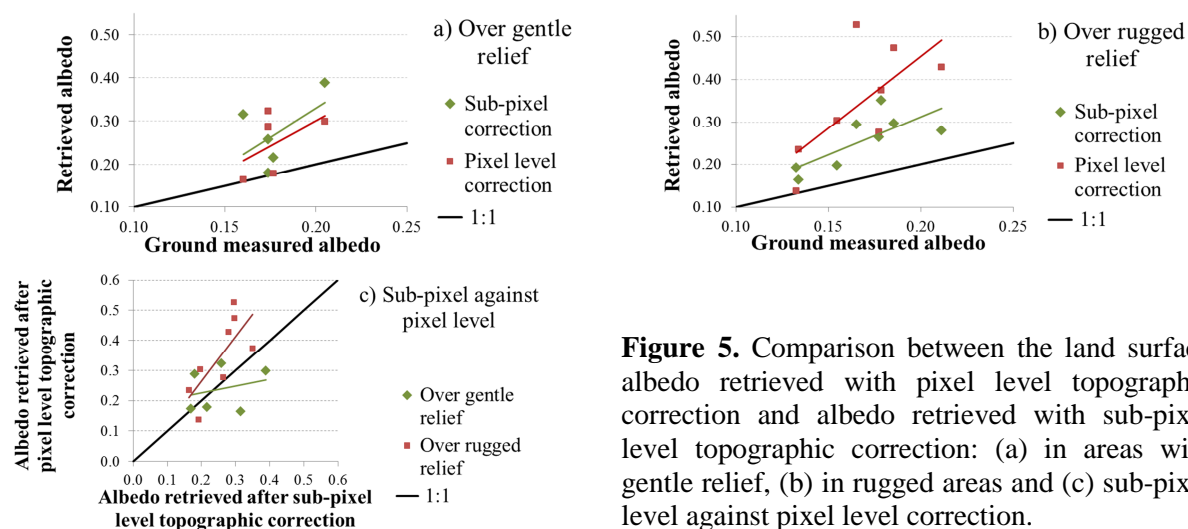 a) Over gentle
relief
Retrieved albedo
0.50
0.40
0.30
0.20
0.10
0.10
0.15
0.20
0.25
Ground measured albedo
Sub-pixel
correction
Pixel level
correction
1:1
b) Over rugged
relief
Retrieved albedo
0.50
0.40
0.30
0.20
0.10
0.10
0.15
0.20
0.25
Ground measured albedo
Sub-pixel
correction
Pixel level
correction
1:1
c) Sub-pixel against
pixel level
Albedo retrieved after
pixel level topographic
correction
0.6
0.5
0.4
0.3
0.2
0.1
0.0
0.0
0.1
0.2
0.3
0.4
0.5
0.6
Albedo retrieved after sub-pixel
level topographic correction
Over gentle
relief
Over rugged
relief
1:1
Figure 5. Comparison between the land surfac
albedo retrieved with pixel level topograph
correction and albedo retrieved with sub-pix
level topographic correction: (a) in areas wi
gentle relief, (b) in rugged areas and (c) sub-pix
level against pixel level correction.